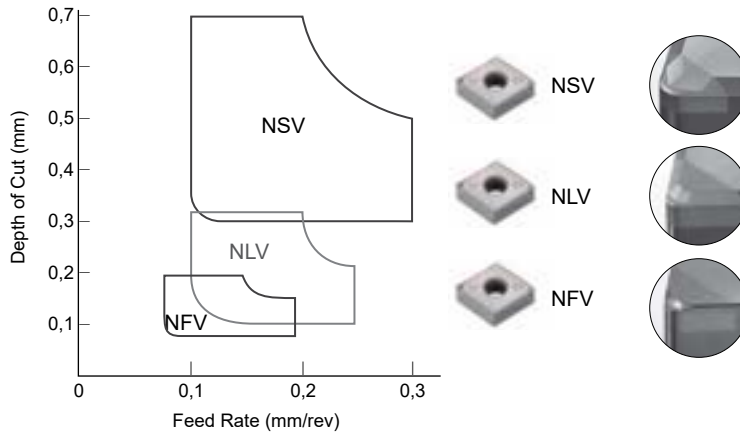 0,7
0,6
0,5
0,4
0,3
0,2
0,1
Depth of Cut (mm)
NSV
NLV
NFV
0
0,1
0,2
0,3
Feed Rate (mm/rev)
NSV
NLV
NFV